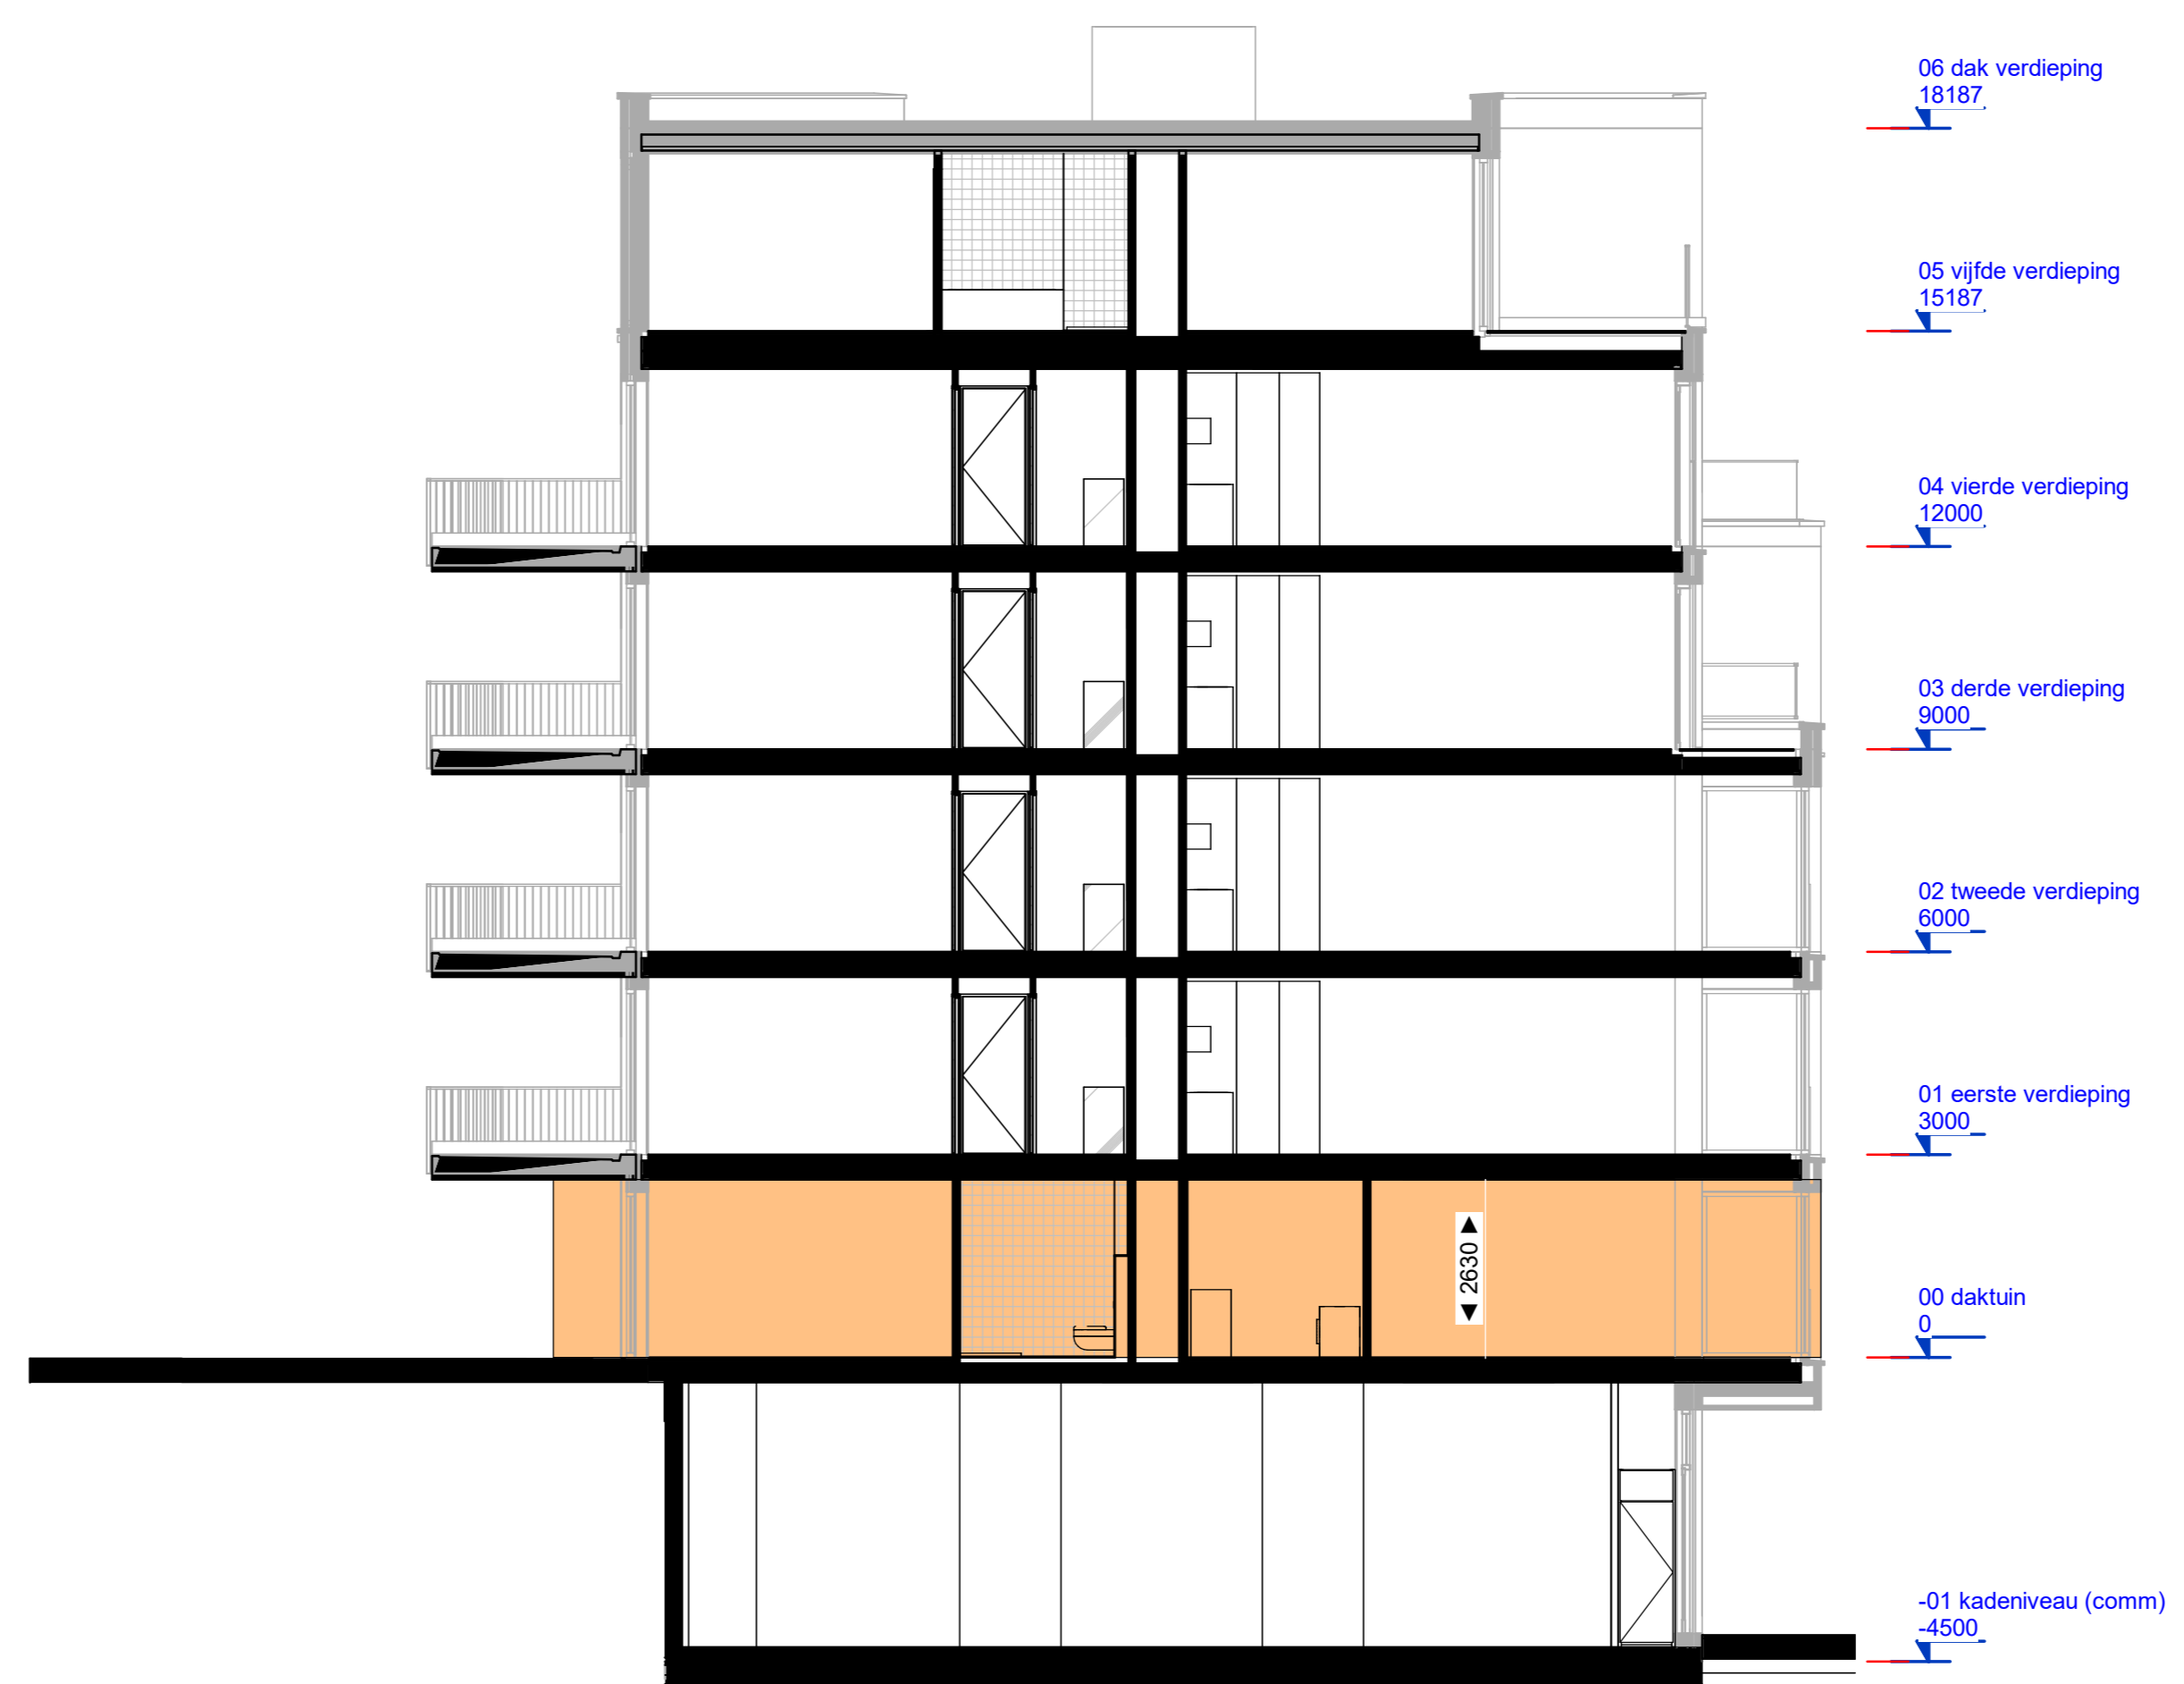 06 dak verdieping
18187
05 vijfde verdieping
15187
04 vierde verdieping
12000
03 derde verdieping
9000
02 tweede verdieping
6000
01 eerste verdieping
3000
2630
00 daktuin
0
-01 kadeniveau (comm)
-4500